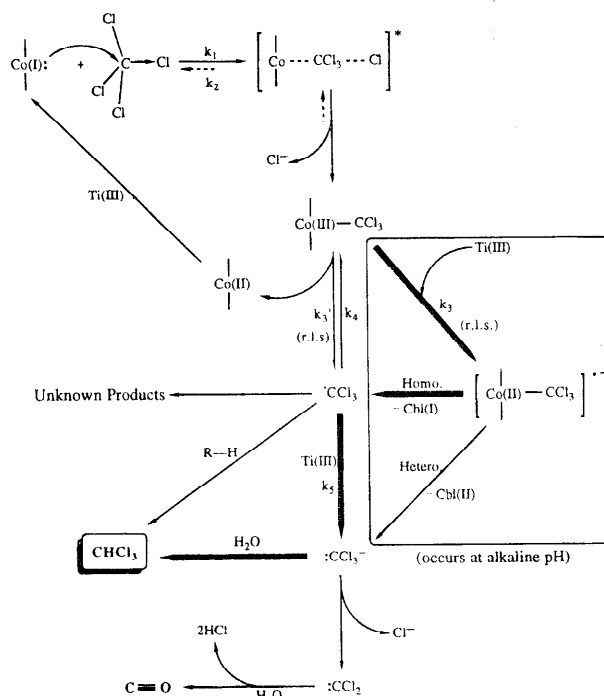 Cl
Co(I):
+
C
Cl
Cl
Cl
k1
k2
[ Co ---- CCl3 --- Cl ]*
Cl−
Co(III)—CCl3
Ti(III)
Co(II)
k3'
(r.l.s)
k4
Ti(III)
k3
(r.l.s.)
Unknown Products
·CCl3
Homo.
− Cbl(I)
[ Co(II) —CCl3 ]·−
R—H
Ti(III)
k5
Hetero.
− Cbl(II)
CHCl3
H2O
:CCl3−
(occurs at alkaline pH)
2HCl
Cl−
C≡O
H2O
:CCl2